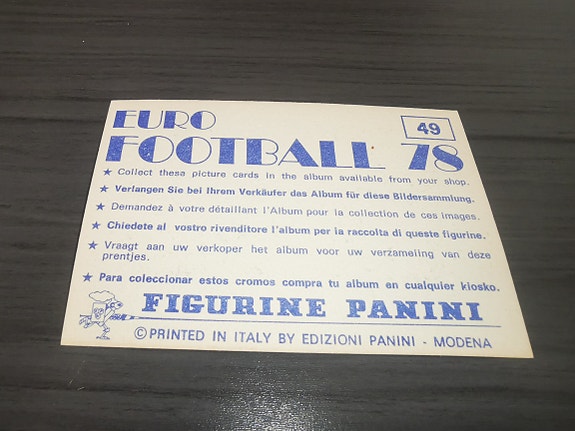 EURO
49
FOOTBALL 78
★ Collect these picture cards in the album available from your shop.
★ Verlangen Sie bei Ihrem Verkäufer das Album für diese Bildersammlung.
★ Demandez à votre détaillant l'Album pour la collection de ces images.
★ Chiedete al vostro rivenditore l'album per la raccolta di queste figurine.
★ Vraagt aan uw verkoper het album voor uw verzameling van deze
prentjes.
★ Para coleccionar estos cromos compra tu album en cualquier kiosko.
FIGURINE PANINI
© PRINTED IN ITALY BY EDIZIONI PANINI - MODENA